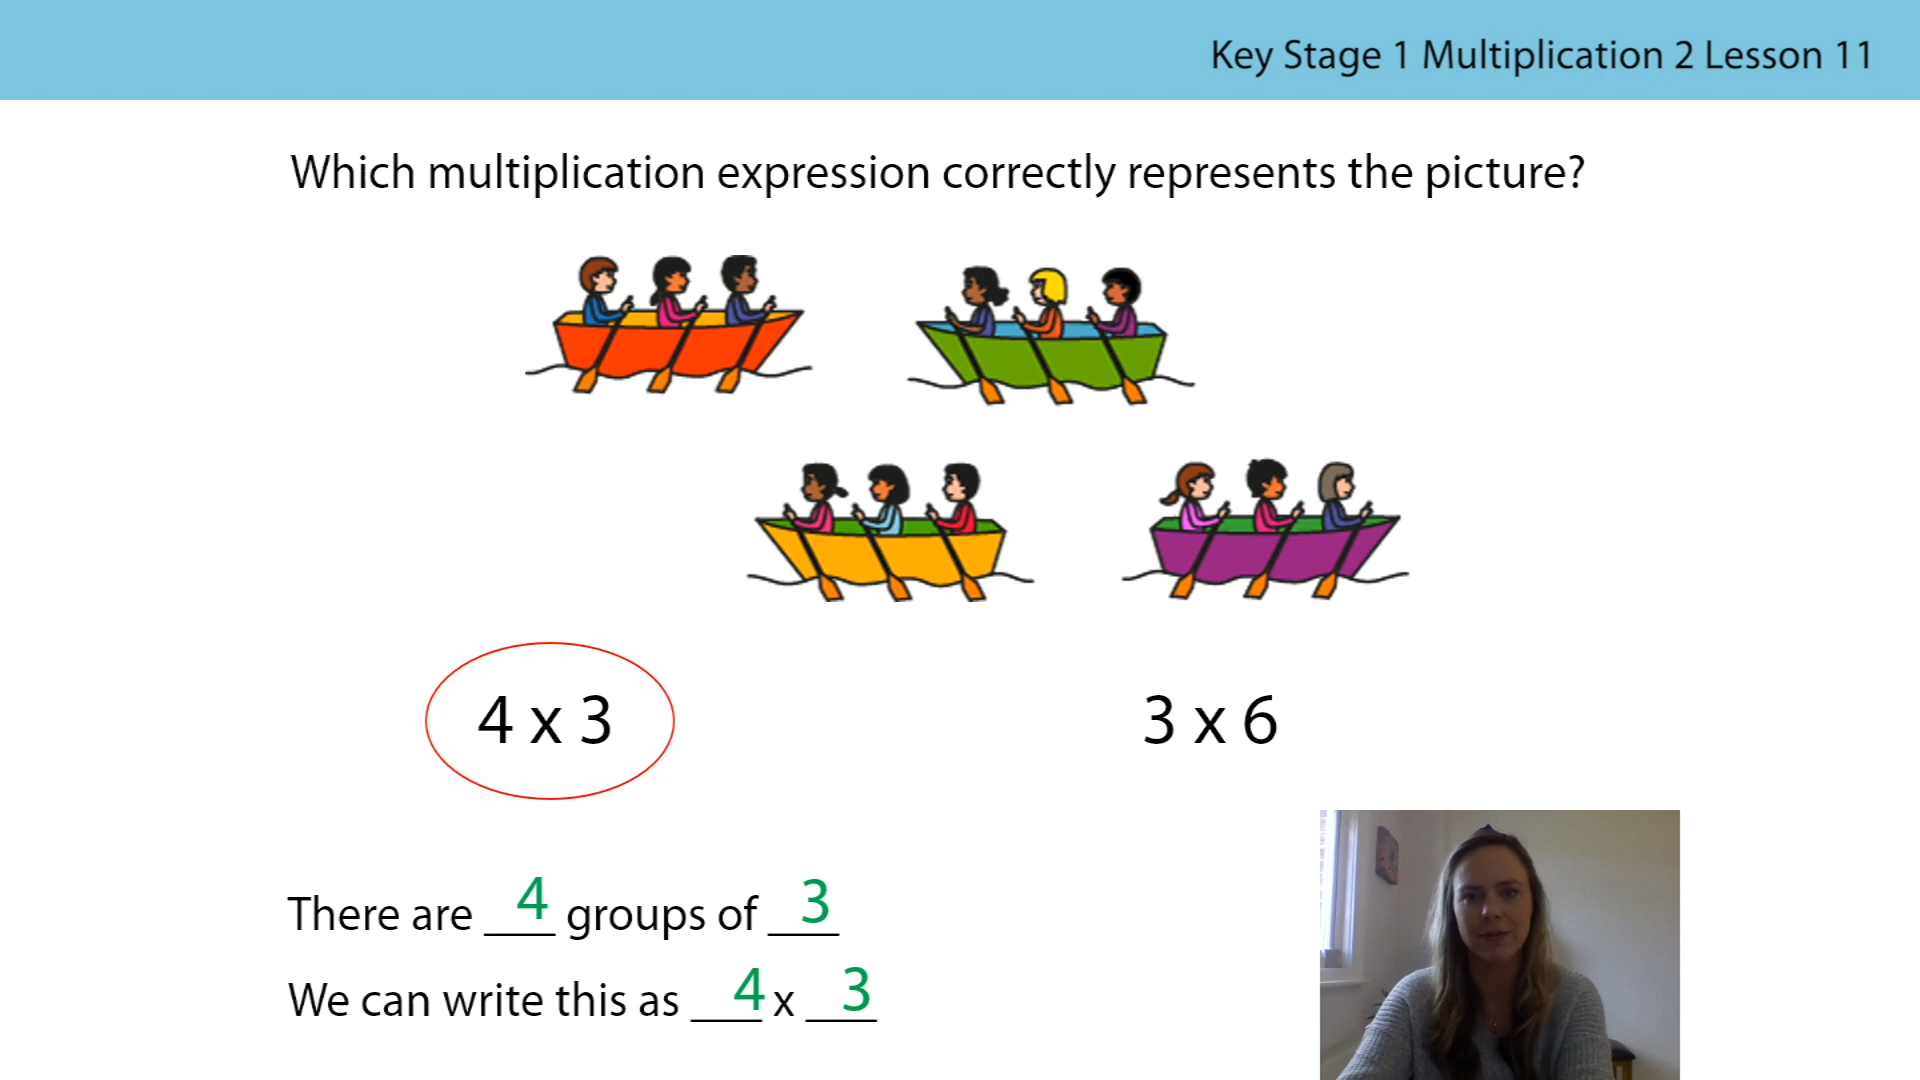 Key Stage 1 Multiplication 2 Lesson 11
Which multiplication expression correctly represents the picture?
4 x 3
3 x 6
There are 4 groups of 3
We can write this as 4 x 3